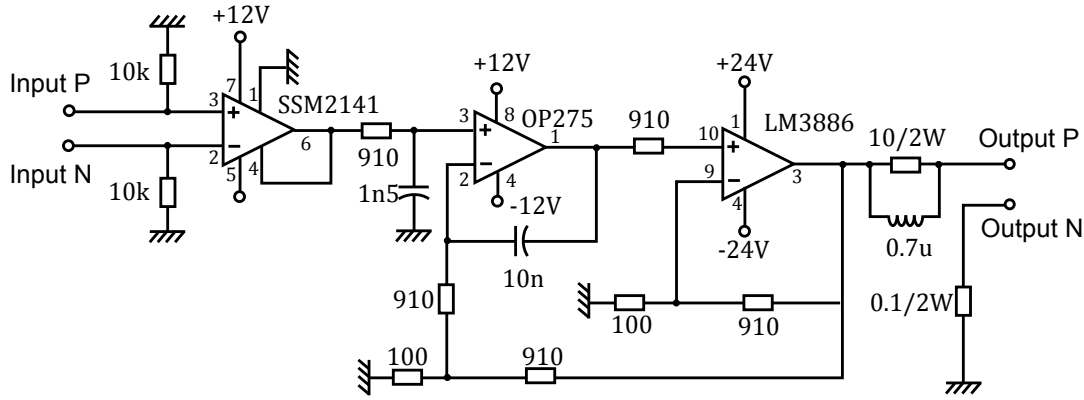 +12V
10k
Input P
7
1
SSM2141
3
+
6
-
2
Input N
5
4
10k
910
1n5
+12V
OP275
3
8
+
1
-
2
4
-12V
10n
910
910
+24V
LM3886
1
10
+
3
9
-
4
-24V
10/2W
Output P
0.7u
Output N
0.1/2W
100
910
100
910